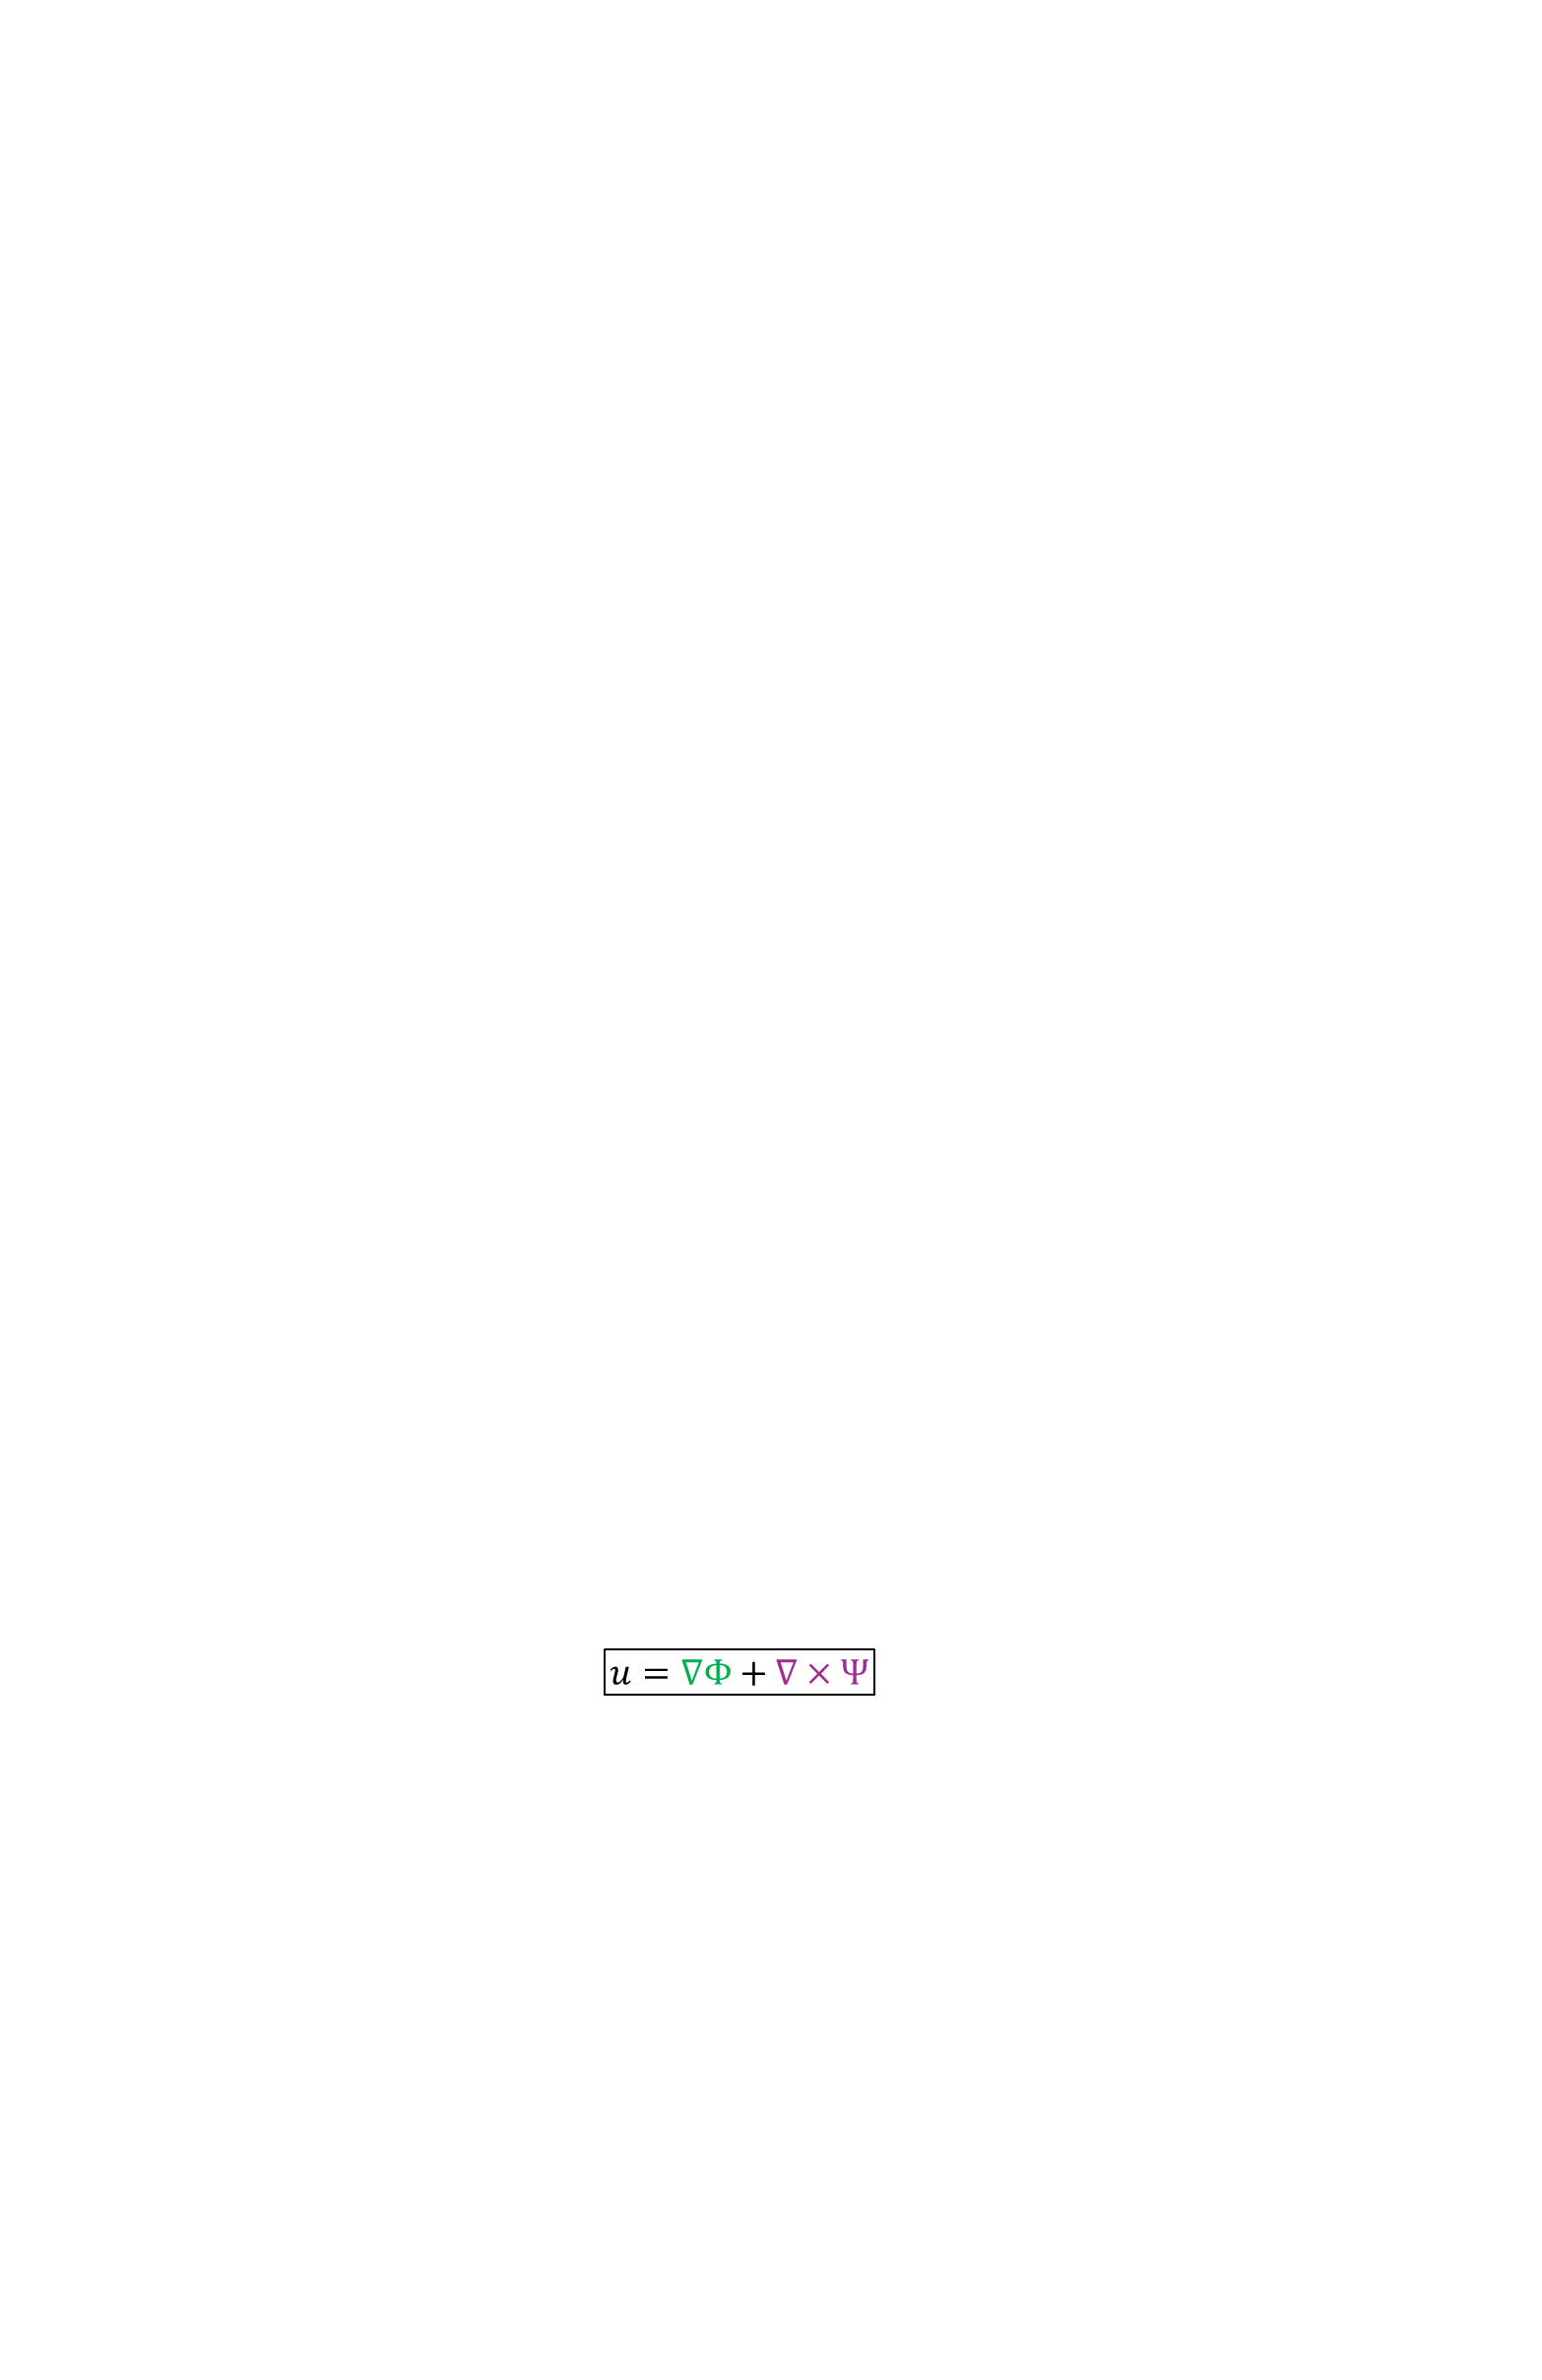 u = ∇Φ + ∇ × Ψ